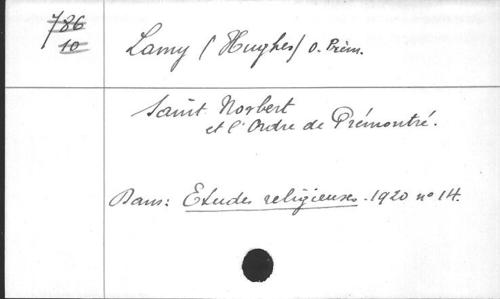 786
10
Lamy (Hughes) O. Prém.
Saint Norbert
et l'Ordre de Prémontré.
Dans: Etudes religieuses. 1920 n° 14.